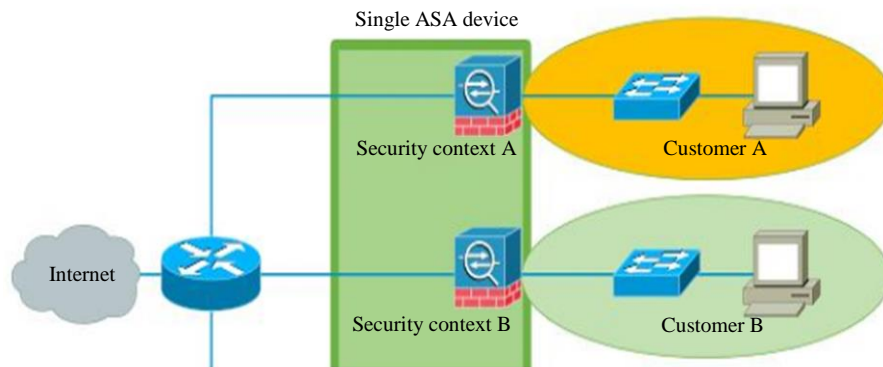 Single ASA device
Security context A
Customer A
Internet
Security context B
Customer B